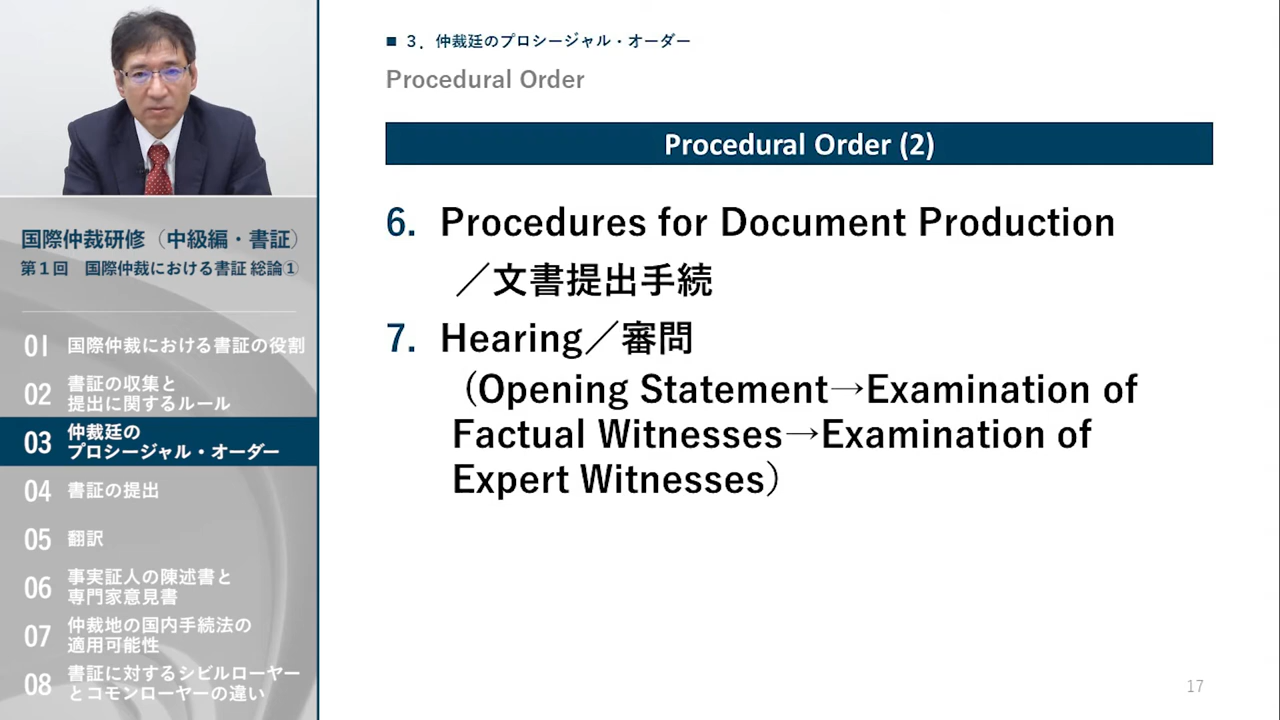 国際仲裁研修（中級編・書証）
第１回　国際仲裁における書証 総論①
01 国際仲裁における書証の役割
02 書証の収集と
提出に関するルール
03 仲裁廷の
プロシージャル・オーダー
04 書証の提出
05 翻訳
06 事実証人の陳述書と
専門家意見書
07 仲裁地の国内手続法の
適用可能性
08 書証に対するシビルローヤー
とコモンローヤーの違い
■ ３．仲裁廷のプロシージャル・オーダー
Procedural Order
Procedural Order (2)
6. Procedures for Document Production
／文書提出手続
7. Hearing／審問
（Opening Statement→Examination of
Factual Witnesses→Examination of
Expert Witnesses）
17